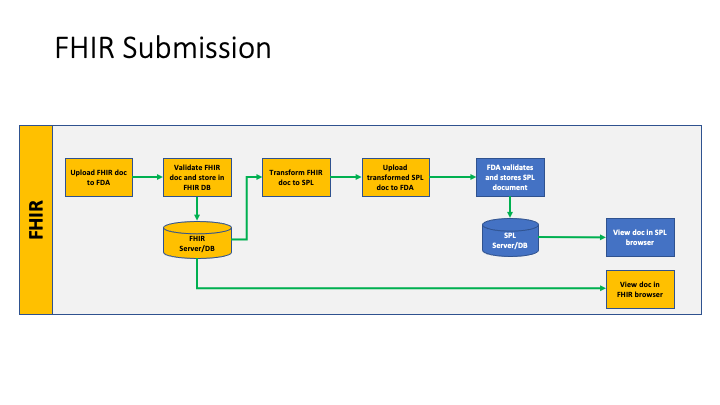 FHIR Submission
FHIR
Upload FHIR doc
to FDA
Validate FHIR
doc and store in
FHIR DB
Transform FHIR
doc to SPL
Upload
transformed SPL
doc to FDA
FDA validates
and stores SPL
document
FHIR
Server/DB
SPL
Server/DB
View doc in SPL
browser
View doc in
FHIR browser